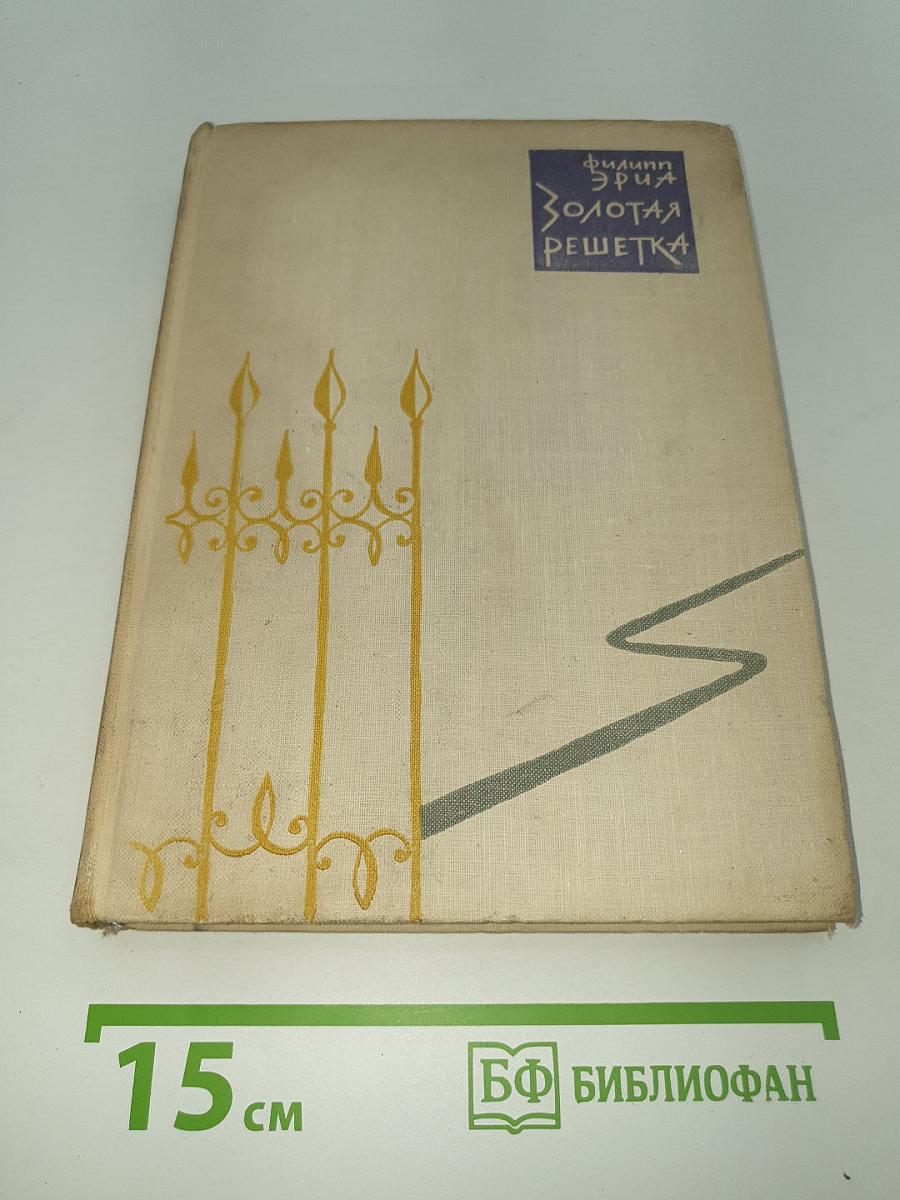 филипп
ЭРИА
ЗОЛОТАЯ
РЕШЕТКА
15 см
БФ БИБЛИОФАН